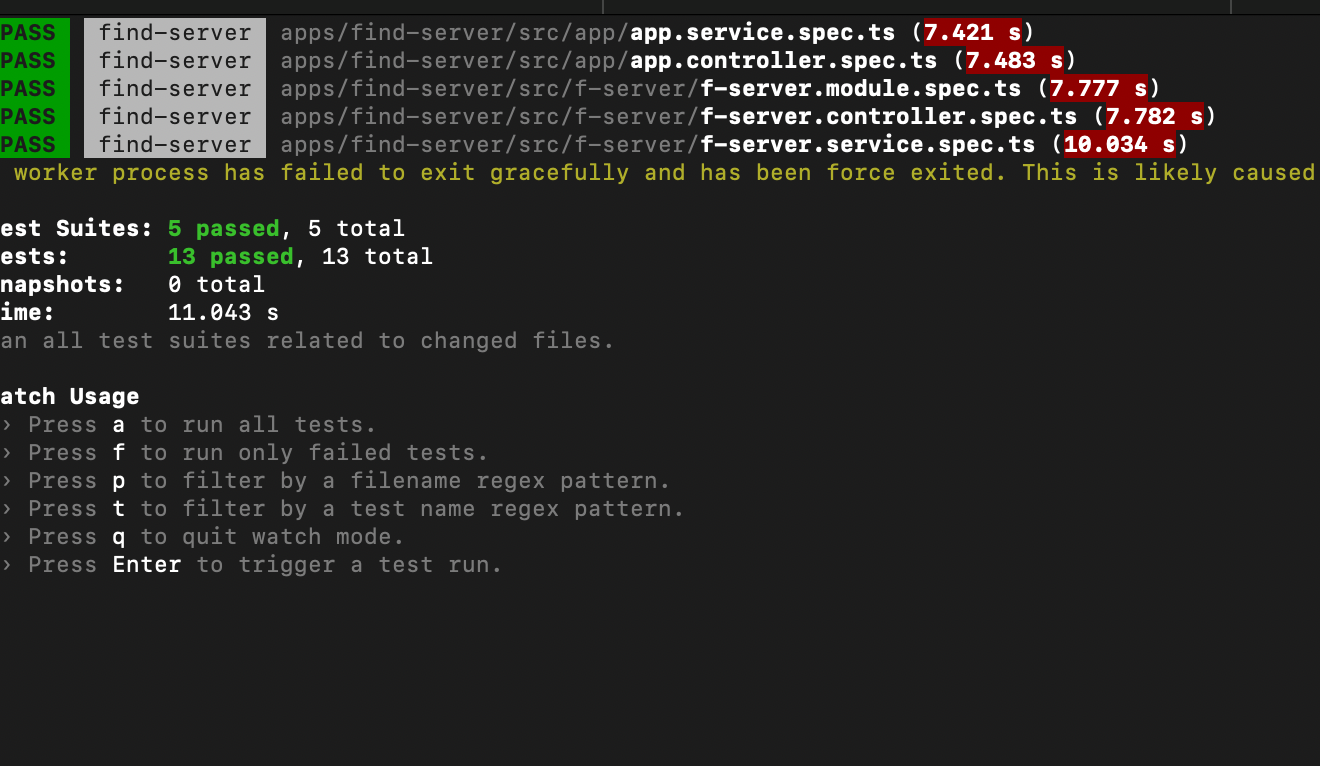 PASS find-server apps/find-server/src/app/app.service.spec.ts (7.421 s)
PASS find-server apps/find-server/src/app/app.controller.spec.ts (7.483 s)
PASS find-server apps/find-server/src/f-server/f-server.module.spec.ts (7.777 s)
PASS find-server apps/find-server/src/f-server/f-server.controller.spec.ts (7.782 s)
PASS find-server apps/find-server/src/f-server/f-server.service.spec.ts (10.034 s)
worker process has failed to exit gracefully and has been force exited. This is likely caused
est Suites: 5 passed, 5 total
ests: 13 passed, 13 total
napshots: 0 total
ime: 11.043 s
an all test suites related to changed files.
atch Usage
› Press a to run all tests.
› Press f to run only failed tests.
› Press p to filter by a filename regex pattern.
› Press t to filter by a test name regex pattern.
› Press q to quit watch mode.
› Press Enter to trigger a test run.